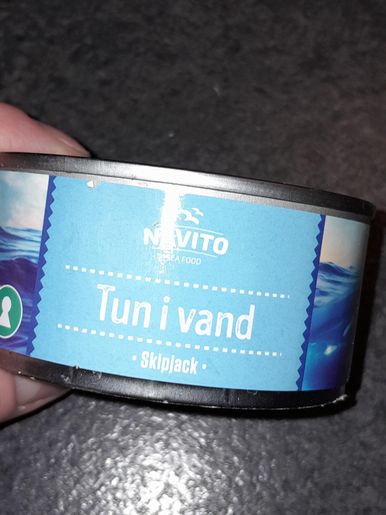 NAVITO
SEA FOOD
Tun i vand
• Skipjack •